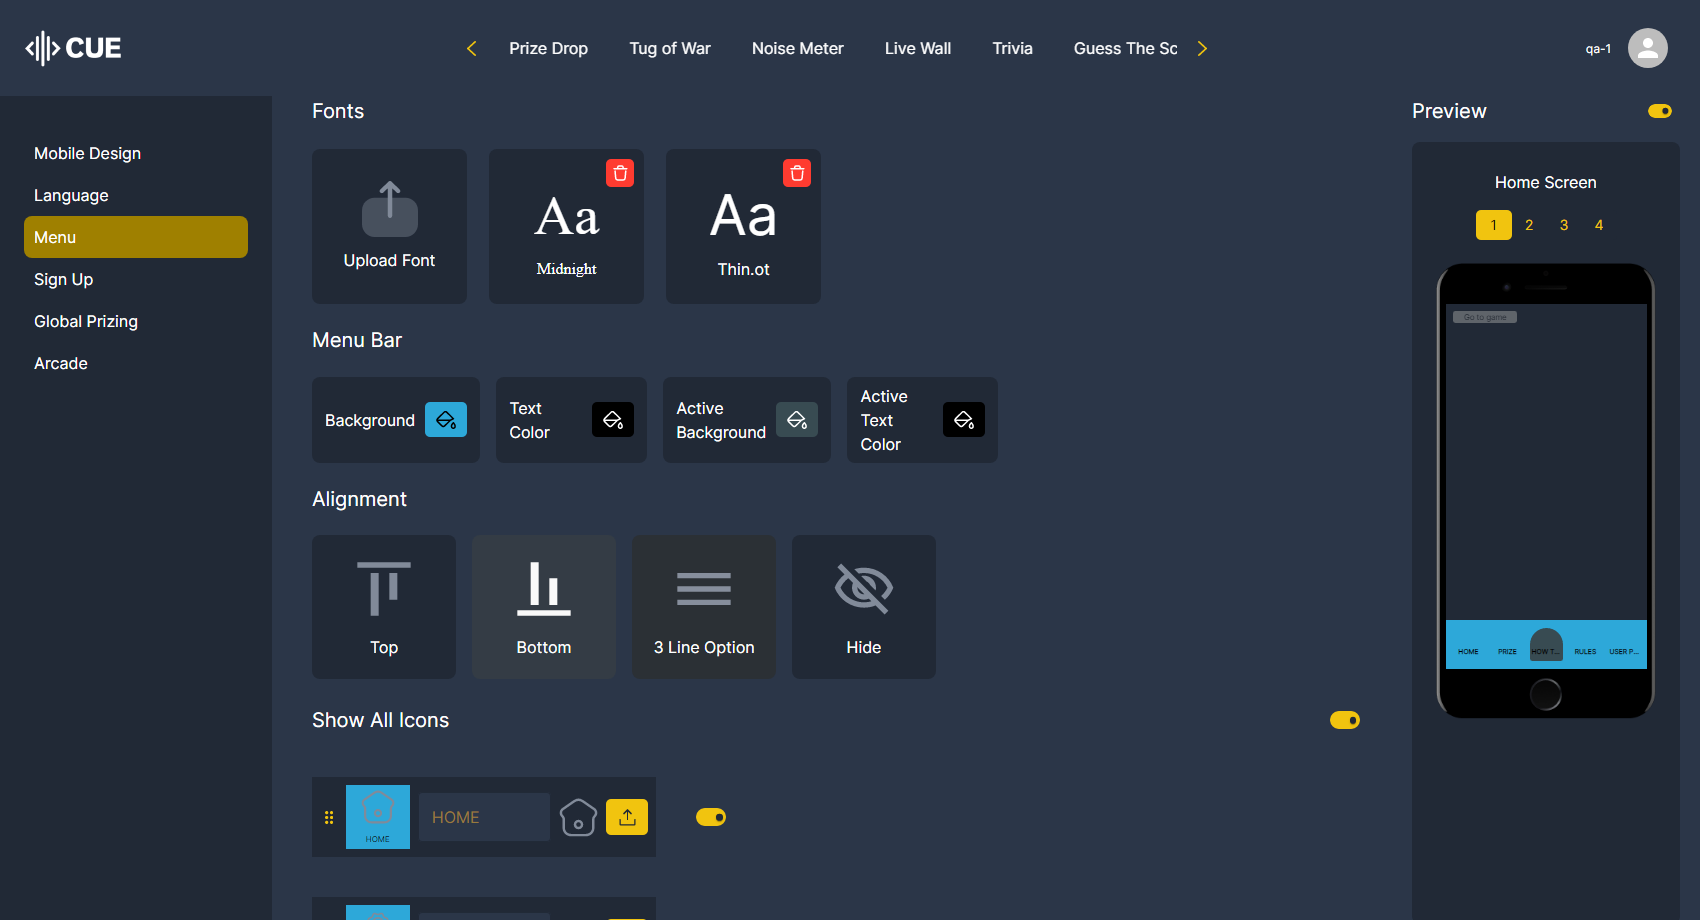 CUE
Prize Drop
Tug of War
Noise Meter
Live Wall
Trivia
Guess The Sc
qa-1
Mobile Design
Language
Menu
Sign Up
Global Prizing
Arcade
Fonts
Upload Font
Aa
Midnight
Aa
Thin.ot
Menu Bar
Background
Text
Color
Active
Background
Active
Text
Color
Alignment
Top
Bottom
3 Line Option
Hide
Show All Icons
HOME
HOME
Preview
Home Screen
1 2 3 4
Go to game
HOME
PRIZE
HOW T...
RULES
USER P...